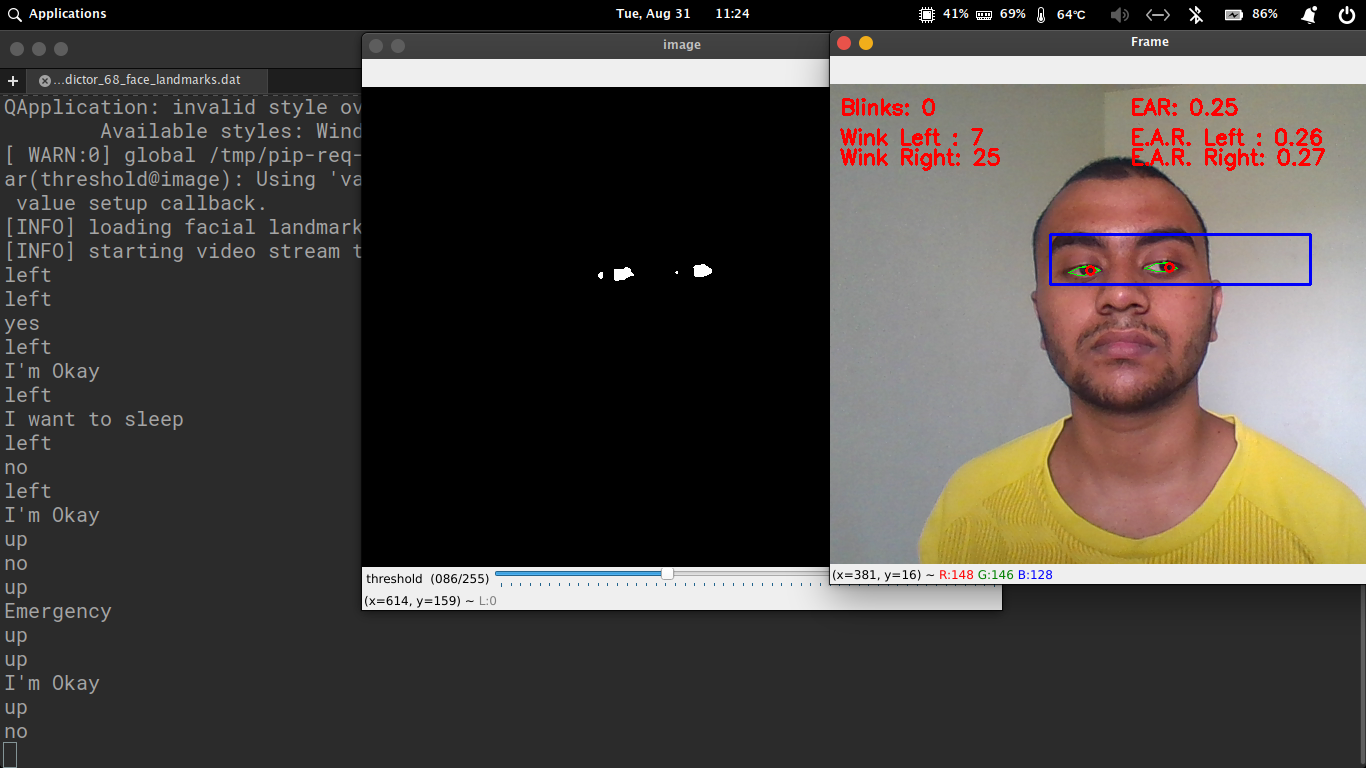 Applications
Tue, Aug 31 11:24
41% 69% 64℃ 86%
+ ...dictor_68_face_landmarks.dat
QApplication: invalid style ov
Available styles: Wind
[ WARN:0] global /tmp/pip-req-
ar(threshold@image): Using 'va
value setup callback.
[INFO] loading facial landmark
[INFO] starting video stream t
left
left
yes
left
I'm Okay
left
I want to sleep
left
no
left
I'm Okay
up
no
up
Emergency
up
up
I'm Okay
up
no
image
threshold (086/255)
(x=614, y=159) ~ L:0
Frame
Blinks: 0
EAR: 0.25
Wink Left : 7
E.A.R. Left : 0.26
Wink Right: 25
E.A.R. Right: 0.27
(x=381, y=16) ~ R:148 G:146 B:128